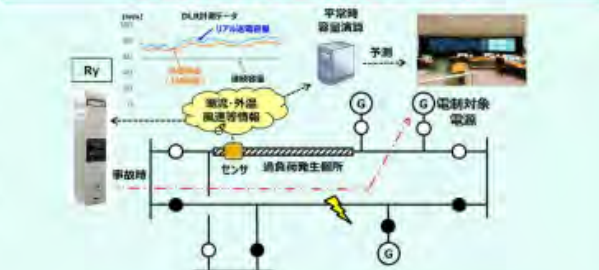 DLR計測データ
リアル送電容量
平常時
容量演算
予測
Ry
潮流・外温
風速等情報
G
G
電制対象
電源
センサ
過負荷発生個所
事故時
G